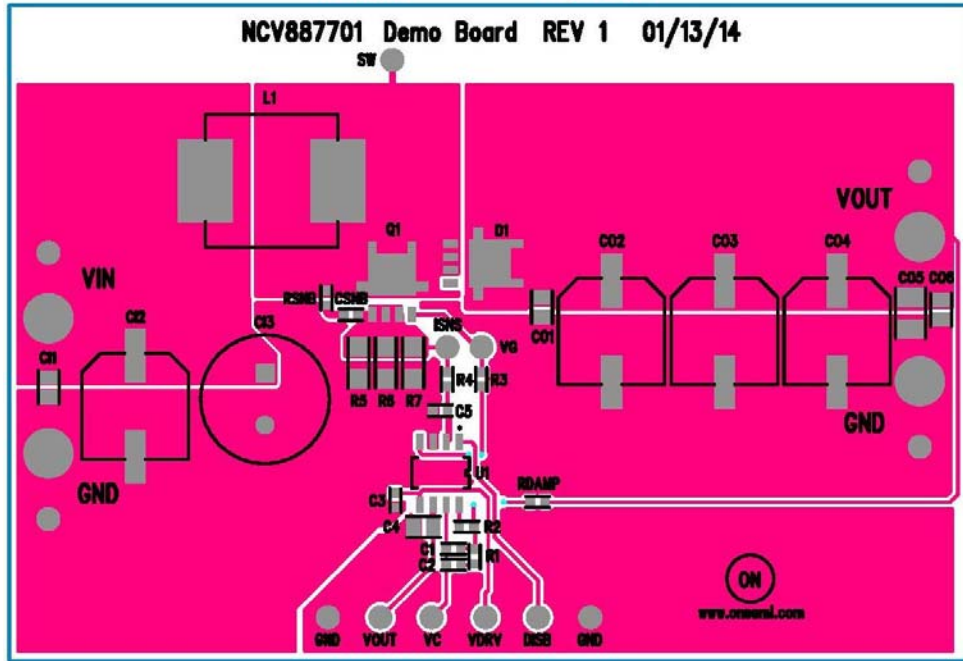 NCV887701 Demo Board REV 1 01/13/14
SW
L1
Q1
D1
VOUT
CO2
CO3
CO4
CO5
CO6
VIN
CI2
CI3
RSNB
CSNB
ISNS
VG
CO1
CI1
R5
R6
R7
R4
R3
C5
GND
GND
U1
RDAMP
C3
C4
R2
C1
C2
R1
ON
www.onsemi.com
GND
VOUT
VC
VDRV
DISB
GND